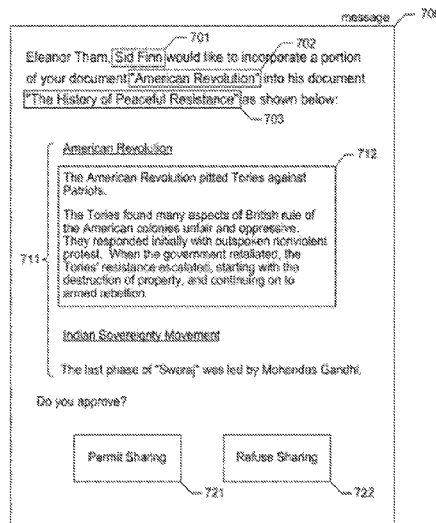 message
700
701
702
Eleanor Tham, Sid Finn would like to incorporate a portion
of your document "American Revolution" into his document
"The History of Peaceful Resistance" as shown below:
703
American Revolution
712
The American Revolution pitted Tories against
Patriots.
The Tories found many aspects of British rule of
the American colonies unfair and oppressive.
They responded initially with outspoken nonviolent
protest. When the government retaliated, the
711
Tories' resistance escalated, starting with the
destruction of property, and continuing on to
armed rebellion.
Indian Sovereignty Movement
The last phase of "Swaraj" was led by Mohandas Gandhi.
Do you approve?
Permit Sharing
Refuse Sharing
721
722